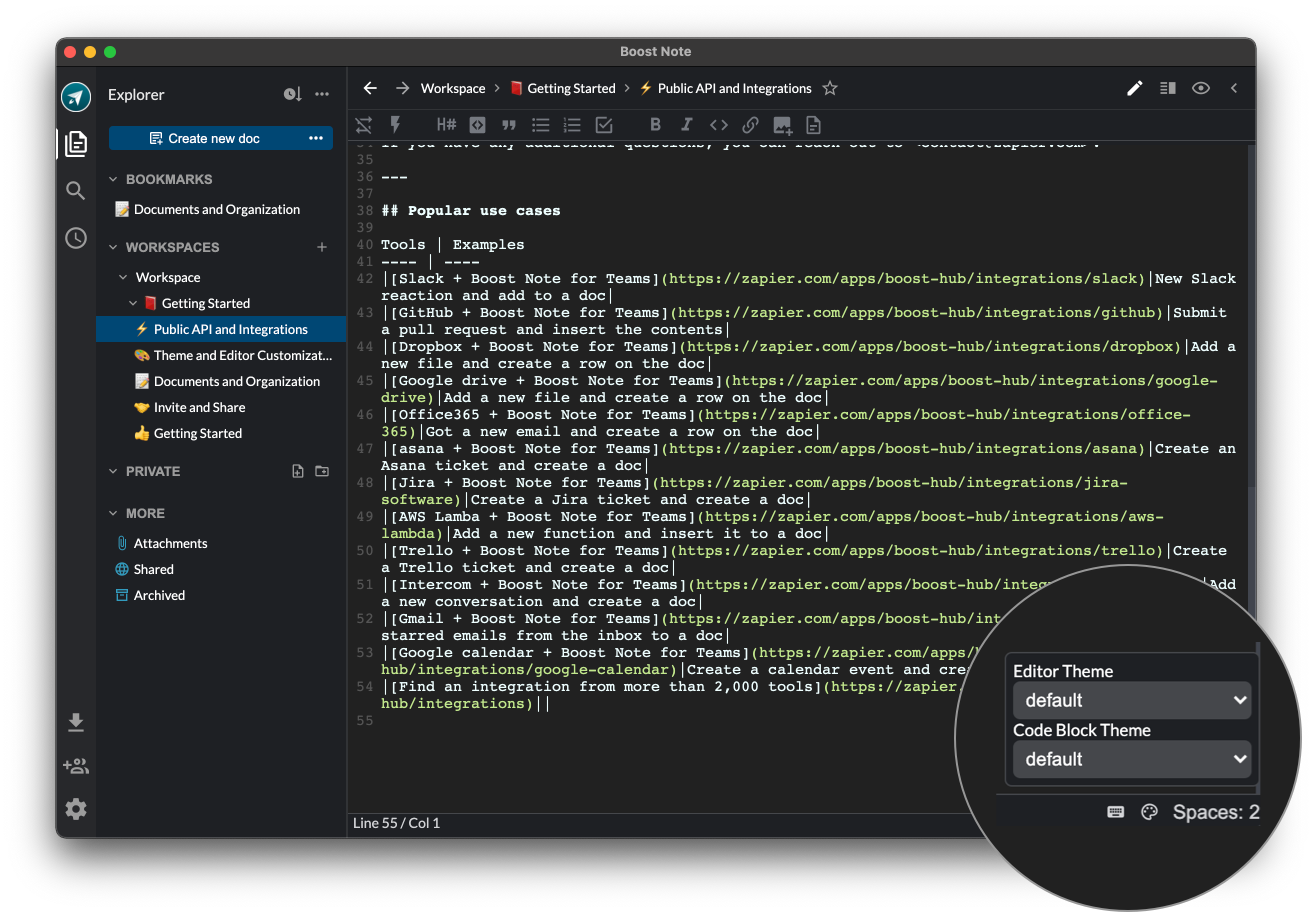 Boost Note
Explorer
Create new doc
BOOKMARKS
Documents and Organization
WORKSPACES
Workspace
Getting Started
Public API and Integrations
Theme and Editor Customizat...
Documents and Organization
Invite and Share
Getting Started
PRIVATE
MORE
Attachments
Shared
Archived
Workspace > Getting Started > Public API and Integrations
H#
B I
34 If you have any additional questions, you can reach out to <contact@zapier.com>.
35
36 ---
37
38 ## Popular use cases
39
40 Tools | Examples
41 ---- | ----
42 |[Slack + Boost Note for Teams](https://zapier.com/apps/boost-hub/integrations/slack)|New Slack
reaction and add to a doc|
43 |[GitHub + Boost Note for Teams](https://zapier.com/apps/boost-hub/integrations/github)|Submit
a pull request and insert the contents|
44 |[Dropbox + Boost Note for Teams](https://zapier.com/apps/boost-hub/integrations/dropbox)|Add a
new file and create a row on the doc|
45 |[Google drive + Boost Note for Teams](https://zapier.com/apps/boost-hub/integrations/google-
drive)|Add a new file and create a row on the doc|
46 |[Office365 + Boost Note for Teams](https://zapier.com/apps/boost-hub/integrations/office-
365)|Got a new email and create a row on the doc|
47 |[asana + Boost Note for Teams](https://zapier.com/apps/boost-hub/integrations/asana)|Create an
Asana ticket and create a doc|
48 |[Jira + Boost Note for Teams](https://zapier.com/apps/boost-hub/integrations/jira-
software)|Create a Jira ticket and create a doc|
49 |[AWS Lamba + Boost Note for Teams](https://zapier.com/apps/boost-hub/integrations/aws-
lambda)|Add a new function and insert it to a doc|
50 |[Trello + Boost Note for Teams](https://zapier.com/apps/boost-hub/integrations/trello)|Create
a Trello ticket and create a doc|
51 |[Intercom + Boost Note for Teams](https://zapier.com/apps/boost-hub/integ |Add
a new conversation and create a doc|
52 |[Gmail + Boost Note for Teams](https://zapier.com/apps/boost-hub/int
starred emails from the inbox to a doc|
53 |[Google calendar + Boost Note for Teams](https://zapier.com/apps/
hub/integrations/google-calendar)|Create a calendar event and cre
54 |[Find an integration from more than 2,000 tools](https://zapier.
hub/integrations)||
55
Line 55 / Col 1
Editor Theme
default
Code Block Theme
default
Spaces: 2